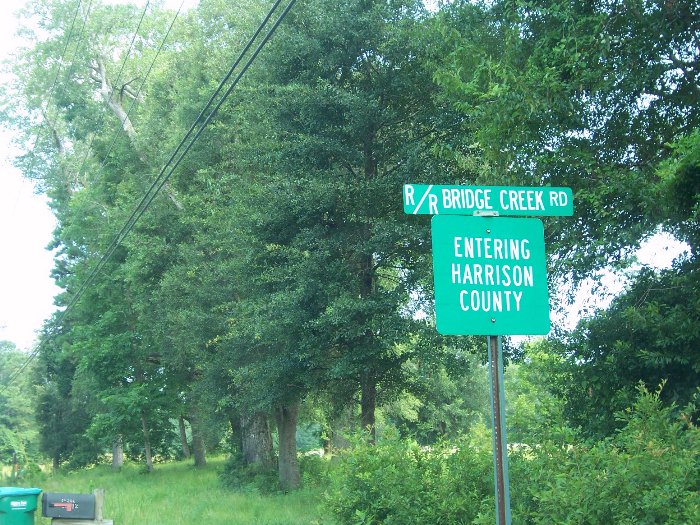 R/R BRIDGE CREEK RD
ENTERING
HARRISON
COUNTY